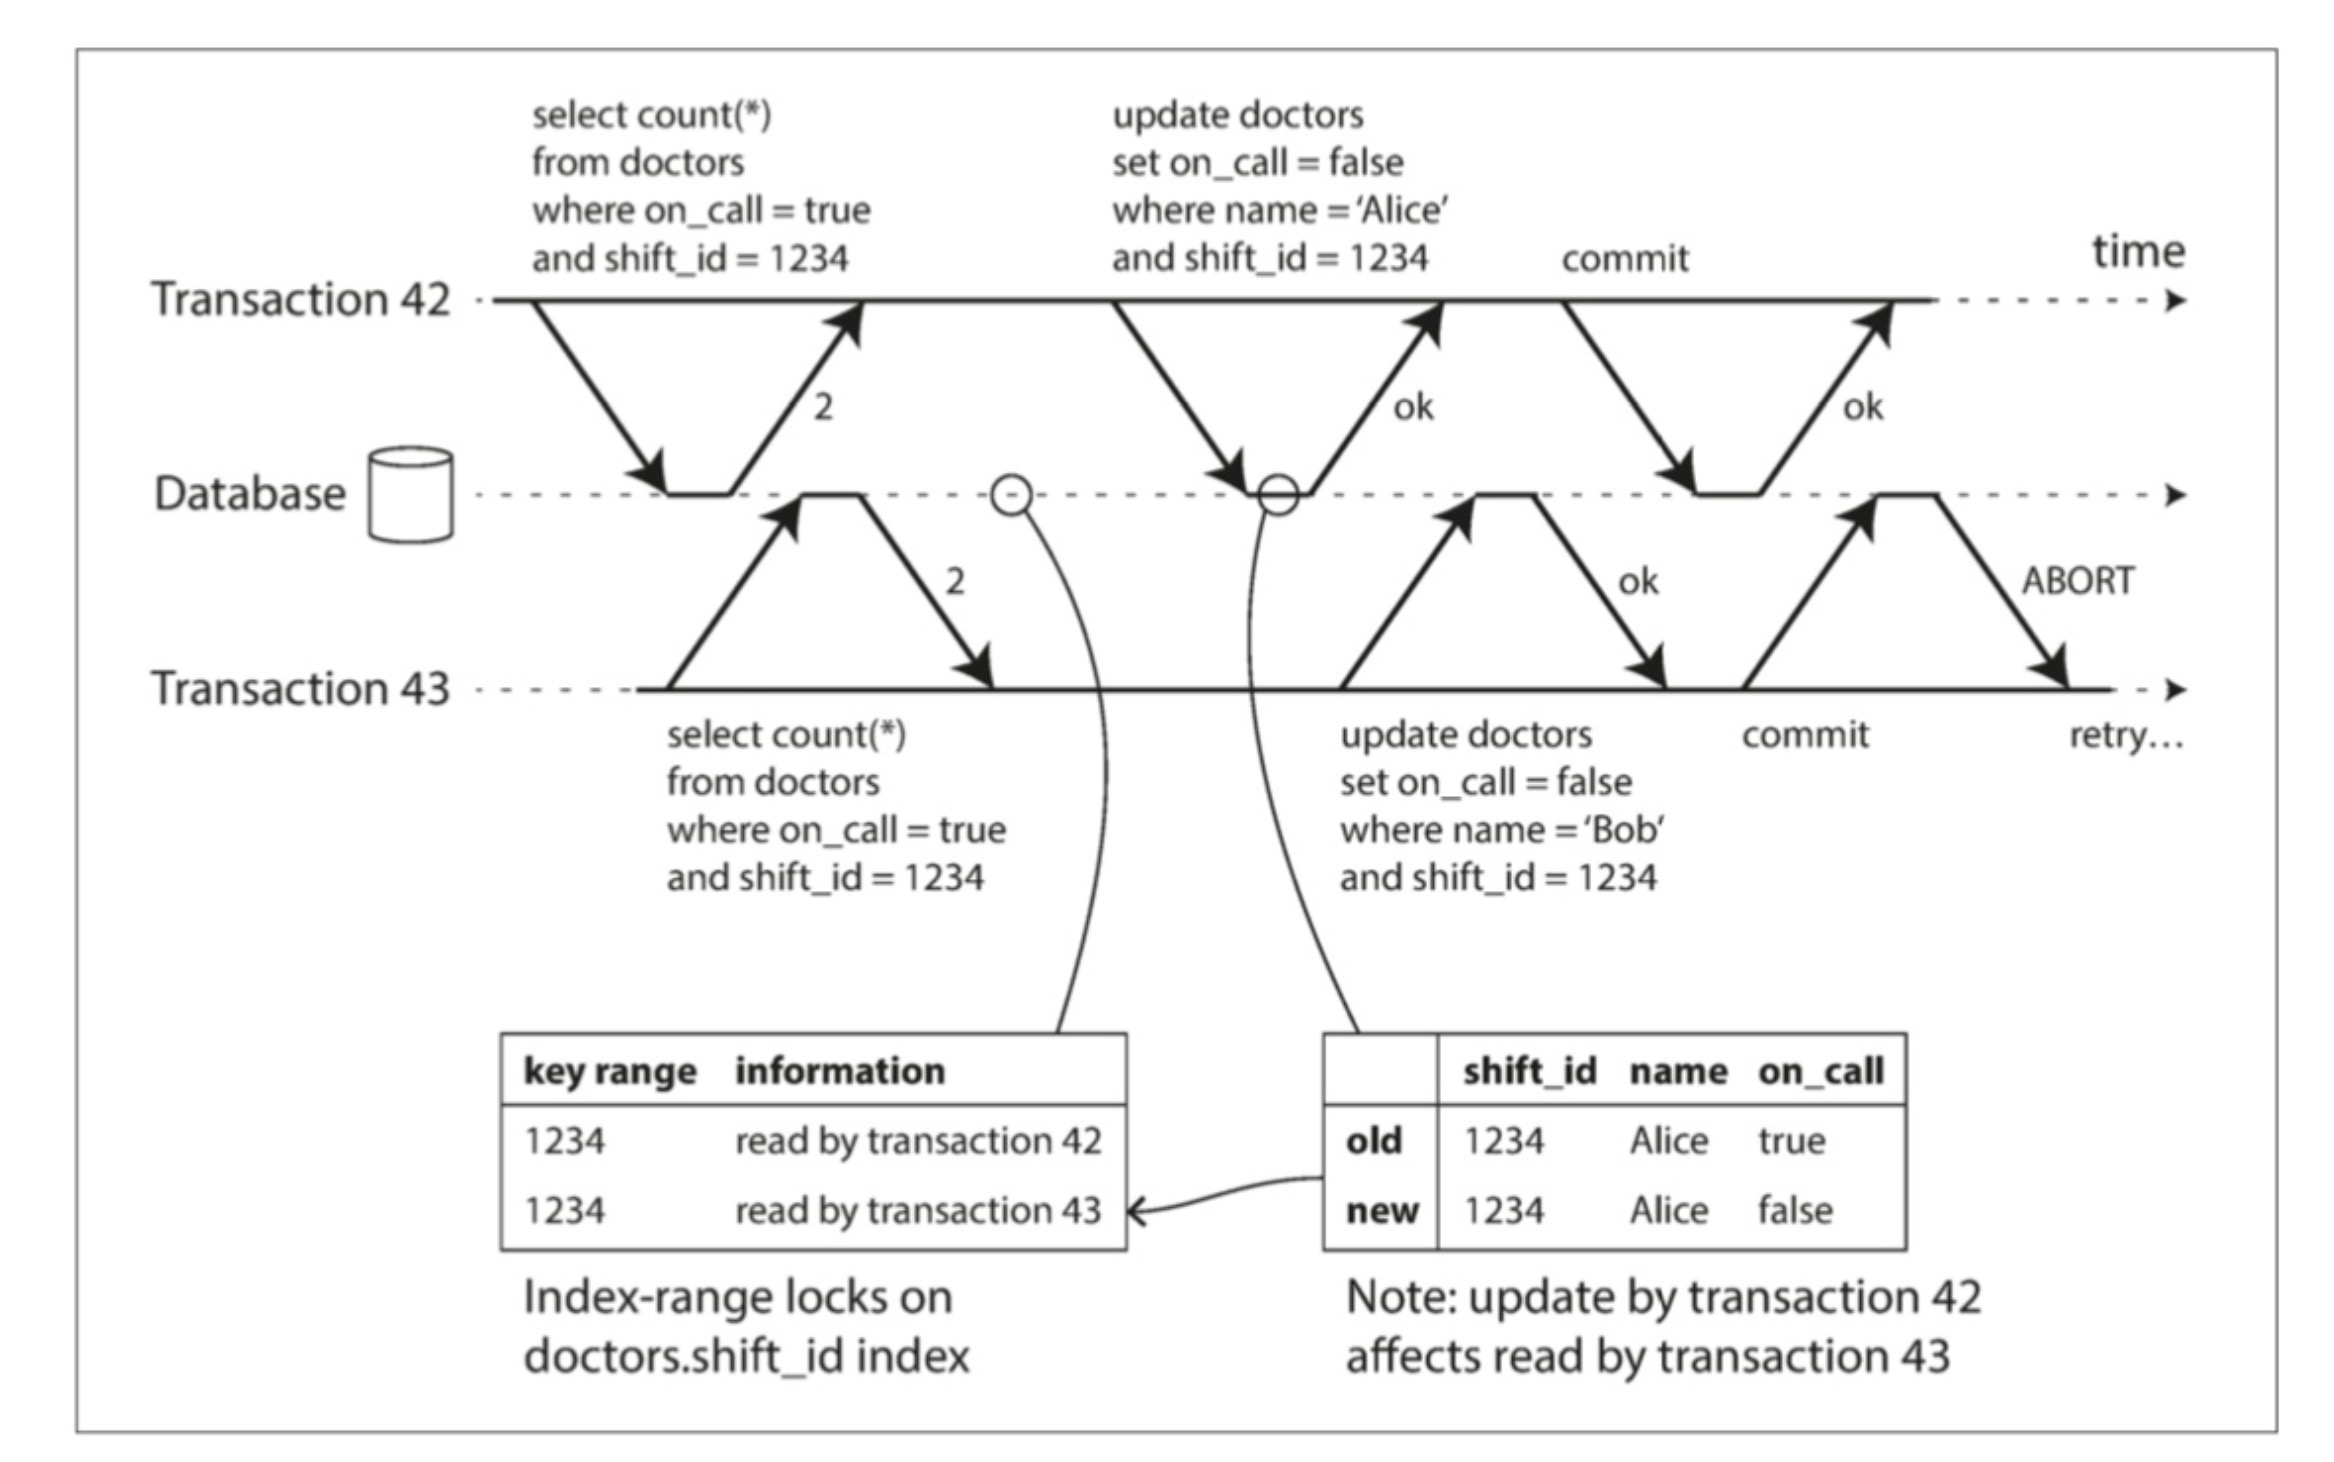 select count(*)
from doctors
where on_call = true
and shift_id = 1234
update doctors
set on_call = false
where name = ‘Alice’
and shift_id = 1234
commit
time
Transaction 42
2
ok
ok
Database
2
ok
ABORT
Transaction 43
select count(*)
from doctors
where on_call = true
and shift_id = 1234
update doctors
set on_call = false
where name = ‘Bob’
and shift_id = 1234
commit
retry…
key range information
1234 read by transaction 42
1234 read by transaction 43
Index-range locks on
doctors.shift_id index
shift_id name on_call
old 1234 Alice true
new 1234 Alice false
Note: update by transaction 42
affects read by transaction 43